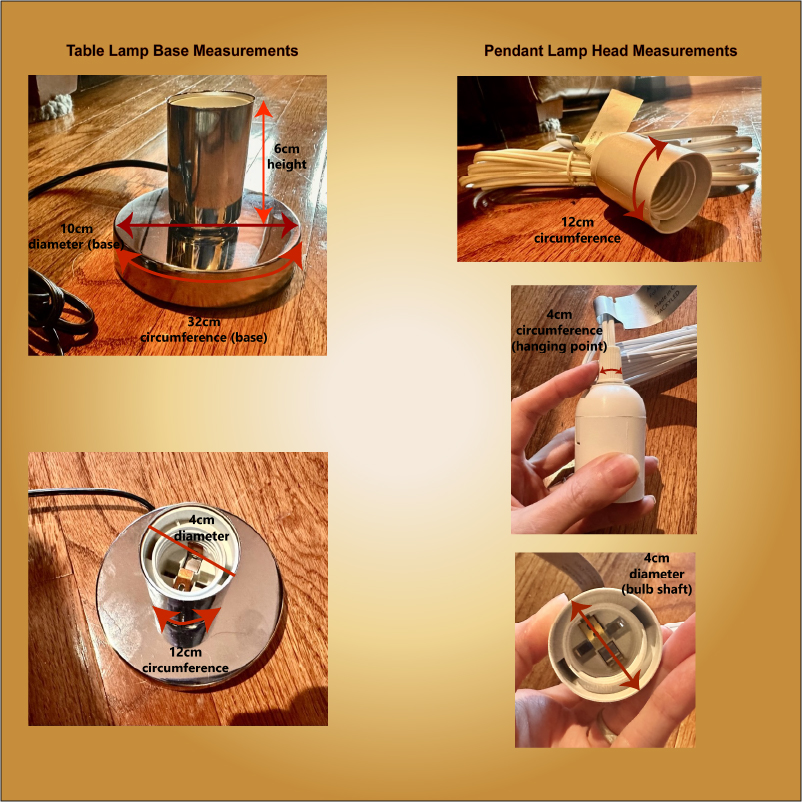 Table Lamp Base Measurements
6cm
height
10cm
diameter (base)
32cm
circumference (base)
4cm
diameter
12cm
circumference
Pendant Lamp Head Measurements
12cm
circumference
4cm
circumference
(hanging point)
4cm
diameter
(bulb shaft)